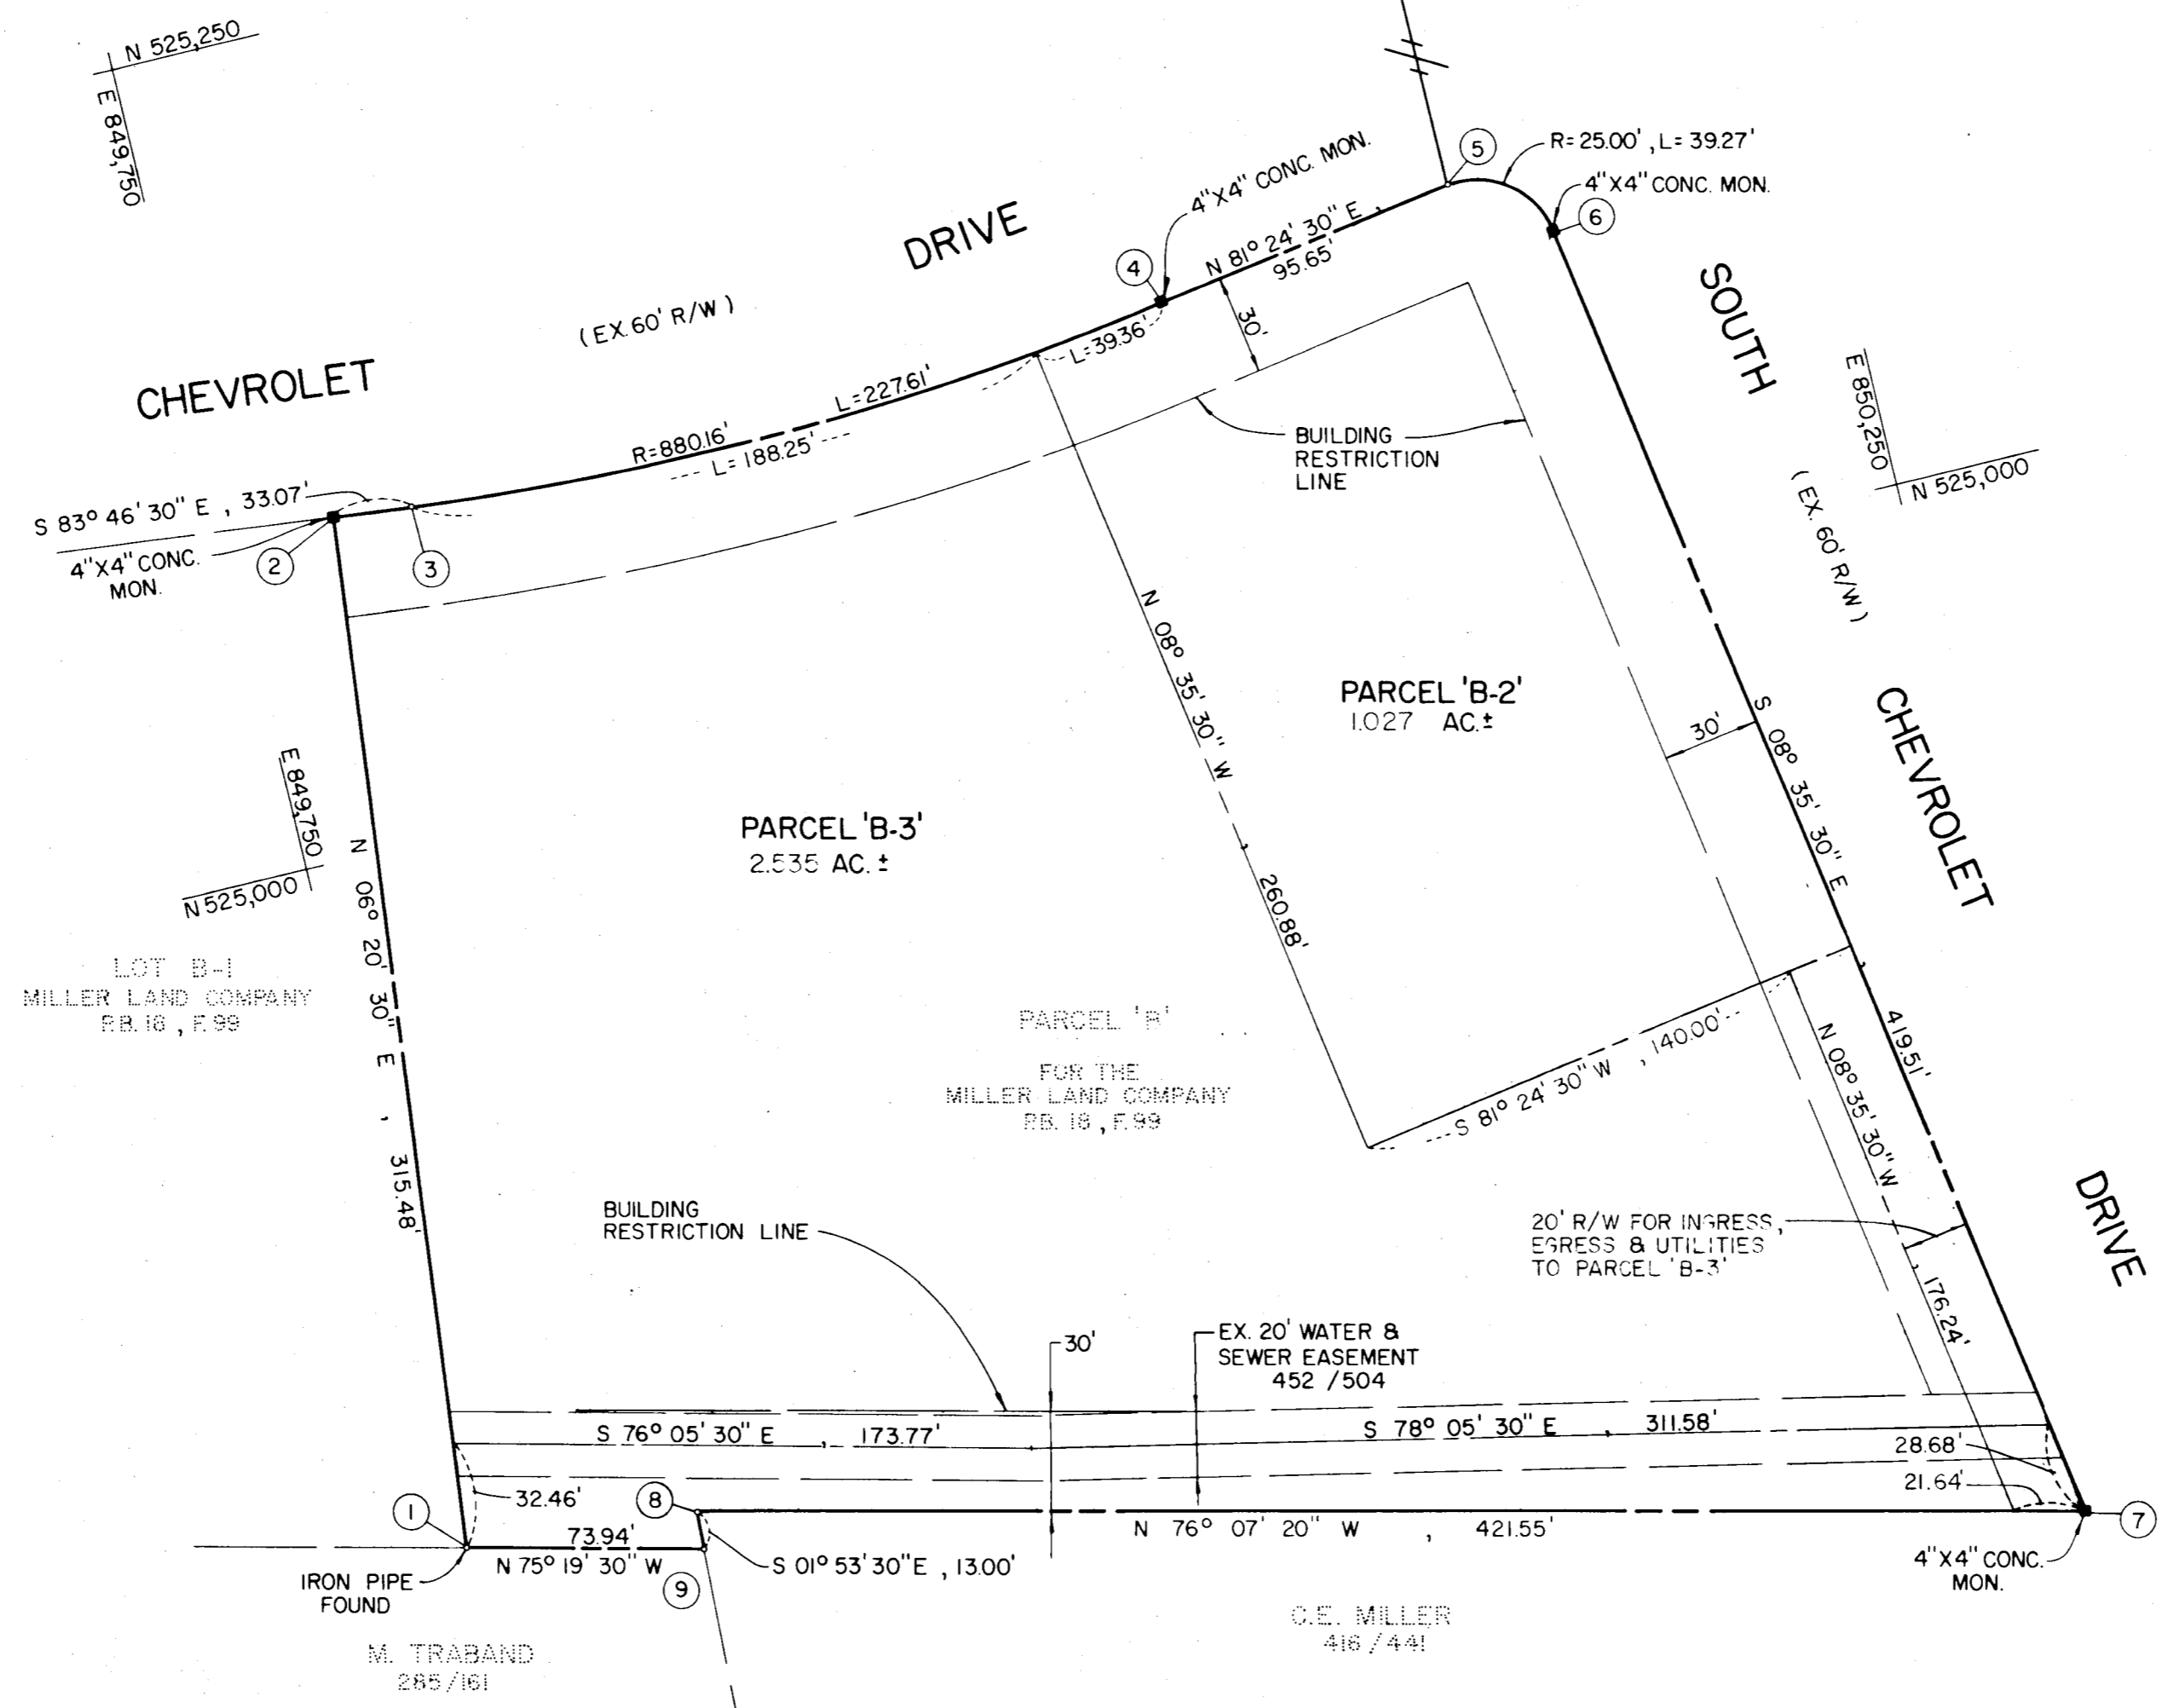 N 525,250
E 849,750
CHEVROLET
DRIVE
(EX. 60' R/W)
4"X4" CONC. MON.
5
R=25.00', L=39.27'
4"X4" CONC. MON.
6
4
N 81° 24' 30" E,
95.65'
30'
L=39.36'
L=227.61'
R=880.16'
L=188.25'
S 83° 46' 30" E, 33.07'
4"X4" CONC.
MON.
2
3
BUILDING
RESTRICTION
LINE
SOUTH
CHEVROLET
DRIVE
(EX. 60' R/W)
E 850,250
N 525,000
N 08° 35' 30" W,
260.88'
PARCEL 'B-2'
1.027 AC.±
30'
S 08° 35' 30" E,
419.51'
PARCEL 'B-3'
2.535 AC.±
E 849,750
N 525,000
N 06° 20' 30" E, 315.48'
LOT B-1
MILLER LAND COMPANY
P.B. 18, F. 99
PARCEL 'B'
FOR THE
MILLER LAND COMPANY
P.B. 18, F. 99
S 81° 24' 30" W, 140.00'
N 08° 35' 30" W, 176.24'
20' R/W FOR INGRESS,
EGRESS & UTILITIES
TO PARCEL 'B-3'
BUILDING
RESTRICTION LINE
30'
EX. 20' WATER &
SEWER EASEMENT
452 /504
S 76° 05' 30" E, 173.77'
S 78° 05' 30" E, 311.58'
28.68'
21.64'
32.46'
1
8
73.94'
N 75° 19' 30" W
N 76° 07' 20" W, 421.55'
7
S 01° 53' 30" E, 13.00'
9
IRON PIPE
FOUND
4"X4" CONC.
MON.
M. TRABAND
285/161
C.E. MILLER
416/441